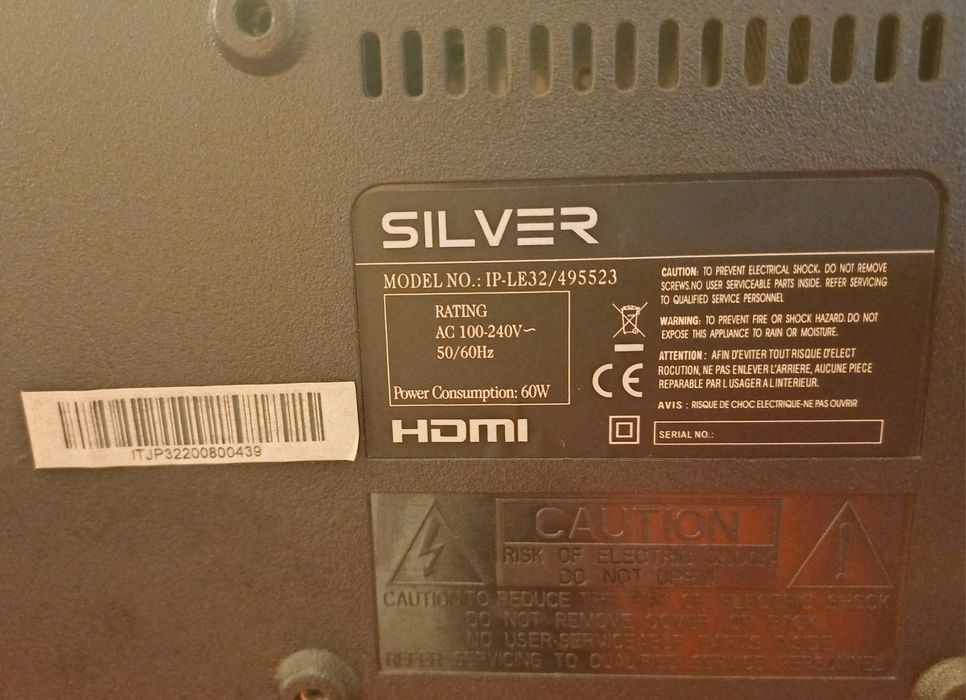 SILVER
MODEL NO.: IP-LE32/495523
RATING
AC 100-240V~
50/60Hz
Power Consumption: 60W
HDMI
CE
CAUTION: TO PREVENT ELECTRICAL SHOCK. DO NOT REMOVE
SCREWS.NO USER SERVICEABLE PARTS INSIDE. REFER SERVICING
TO QUALIFIED SERVICE PERSONNEL
WARNING: TO PREVENT FIRE OR SHOCK HAZARD. DO NOT
EXPOSE THIS APPLIANCE TO RAIN OR MOISTURE.
ATTENTION : AFIN D'EVITER TOUT RISQUE D'ELECT
ROCUTION, NE PAS ENLEVER L'ARRIERE, AUCUNE PIECE
REPARABLE PAR L USAGER A L INTERIEUR.
AVIS : RISQUE DE CHOC ELECTRIQUE-NE PAS OUVRIR
SERIAL NO.:
ITJP32200800439
CAUTION
RISK OF ELECTRIC SHOCK
DO NOT OPEN
CAUTION TO REDUCE THE RISK OF ELECTRIC SHOCK
DO NOT REMOVE COVER OR BACK
NO USER-SERVICEABLE PARTS INSIDE
REFER SERVICING TO QUALIFIED SERVICE PERSONNEL